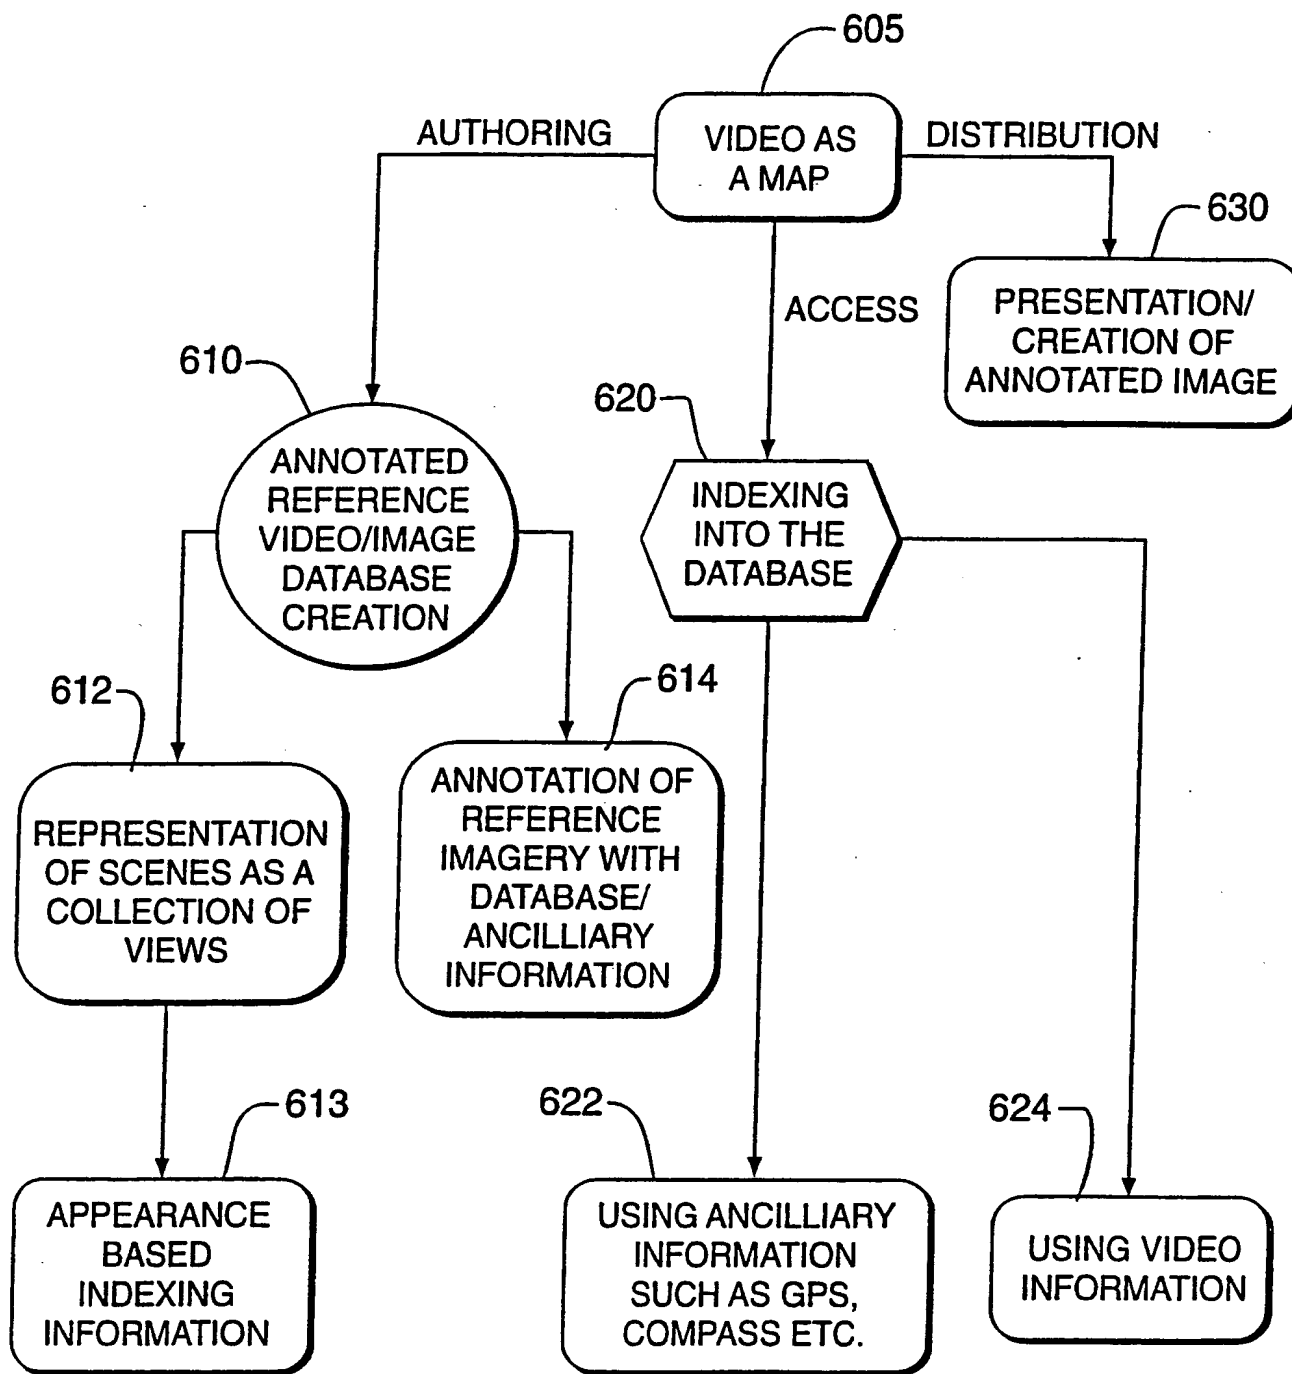 605
AUTHORING
VIDEO AS
A MAP
DISTRIBUTION
630
PRESENTATION/
CREATION OF
ANNOTATED IMAGE
ACCESS
610
ANNOTATED
REFERENCE
VIDEO/IMAGE
DATABASE
CREATION
620
INDEXING
INTO THE
DATABASE
612
REPRESENTATION
OF SCENES AS A
COLLECTION OF
VIEWS
614
ANNOTATION OF
REFERENCE
IMAGERY WITH
DATABASE/
ANCILLIARY
INFORMATION
613
APPEARANCE
BASED
INDEXING
INFORMATION
622
USING ANCILLIARY
INFORMATION
SUCH AS GPS,
COMPASS ETC.
624
USING VIDEO
INFORMATION